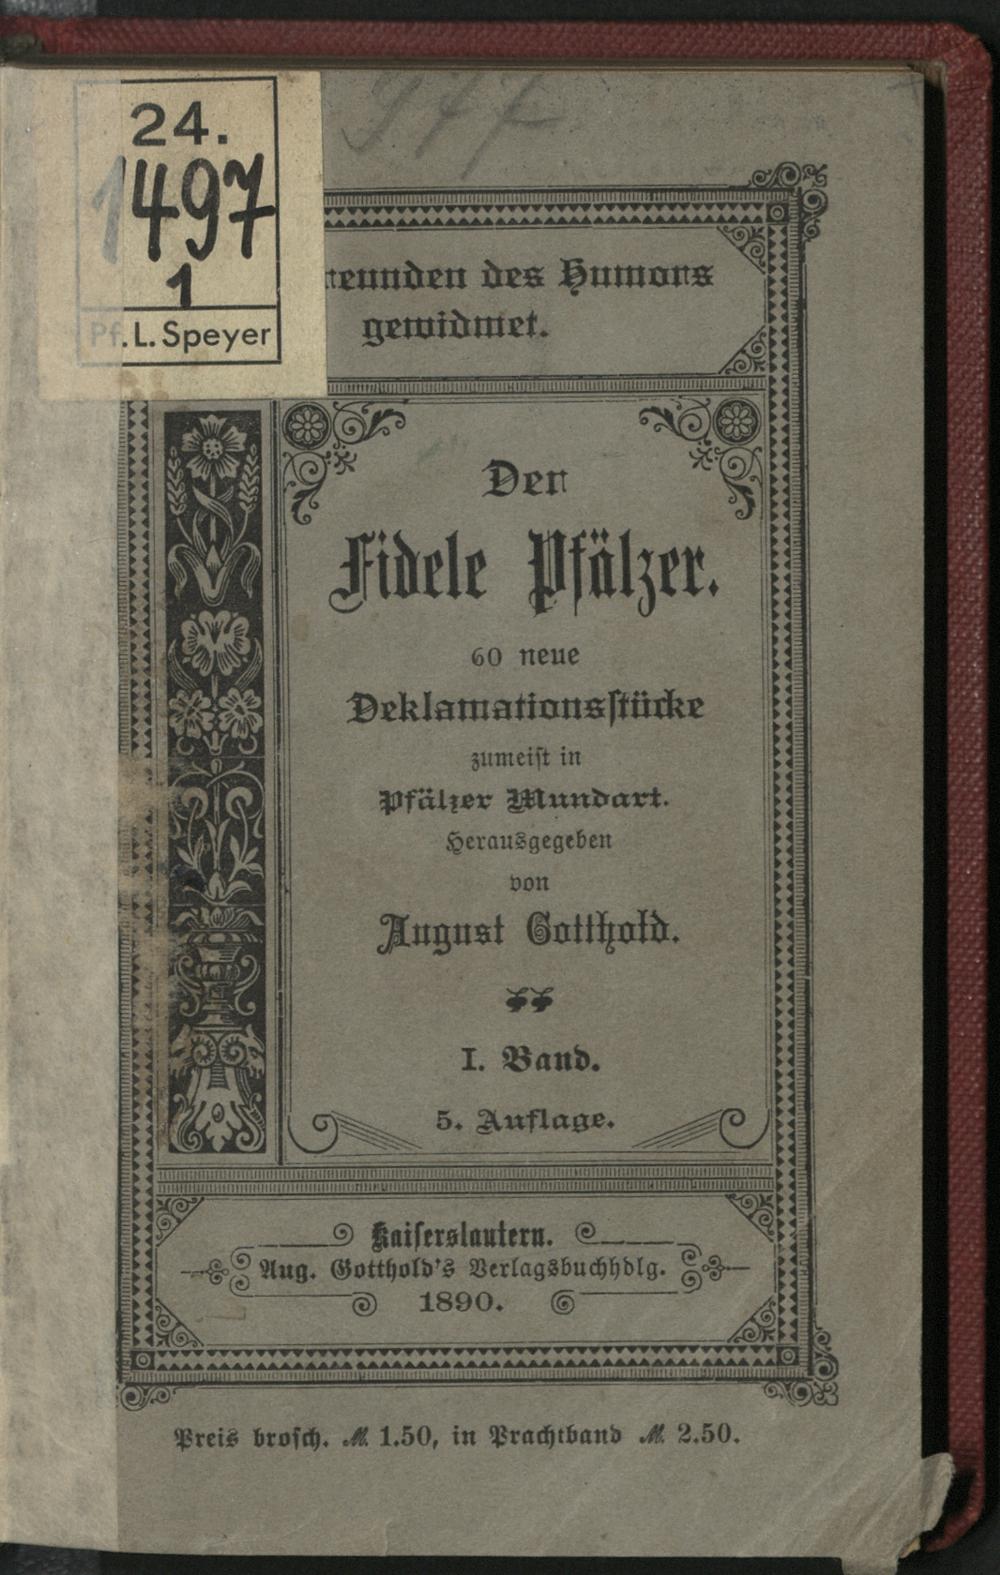 977
24.
1497
1
Pf. L. Speyer
reunden des Humors
gewidmet.
Der
Fidele Pfälzer.
60 neue
Deklamationsstücke
zumeist in
Pfälzer Mundart.
Herausgegeben
von
August Gotthold.
I. Band.
5. Auflage.
Kaiserslautern.
Aug. Gotthold's Verlagsbuchhdlg.
1890.
Preis brosch. M. 1.50, in Prachtband M. 2.50.